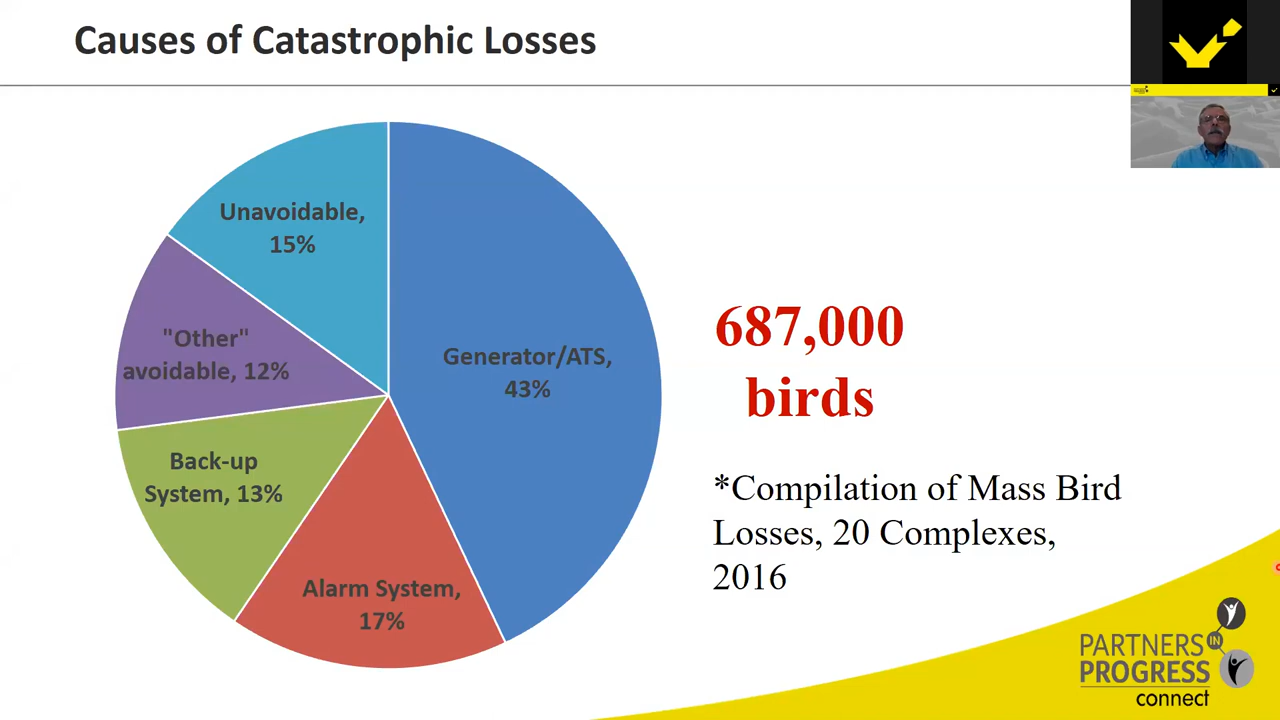 Causes of Catastrophic Losses
Unavoidable,
15%
"Other"
avoidable, 12%
Generator/ATS,
43%
Back-up
System, 13%
Alarm System,
17%
687,000
birds
*Compilation of Mass Bird
Losses, 20 Complexes,
2016
PARTNERS IN
PROGRESS
connect